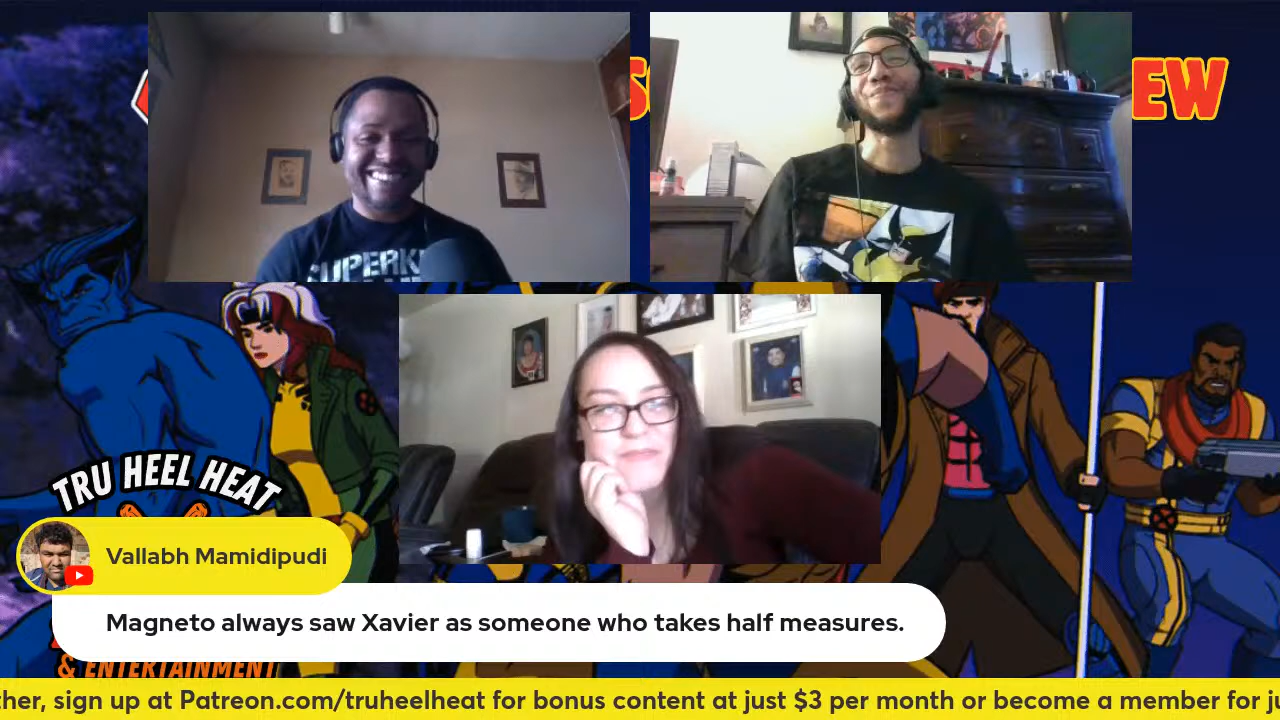 EW
SUPERK
TRU HEEL HEAT
Vallabh Mamidipudi
Magneto always saw Xavier as someone who takes half measures.
& ENTERTAINMENT
ther, sign up at Patreon.com/truheelheat for bonus content at just $3 per month or become a member for ju